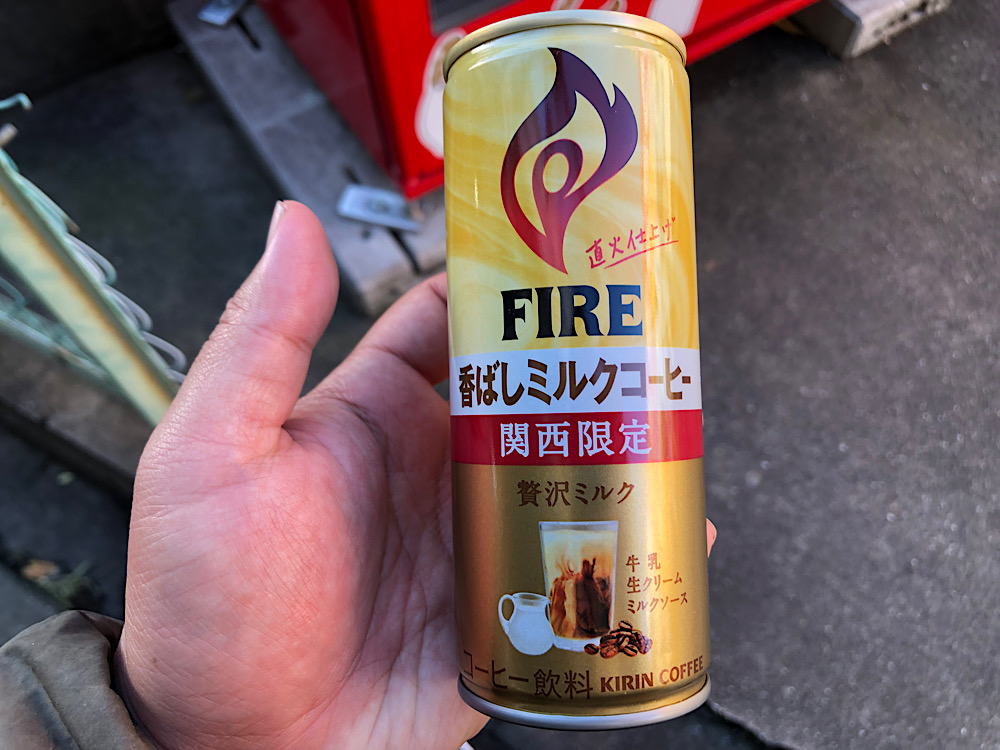 直火仕上げ
FIRE
香ばしミルクコーヒー
関西限定
贅沢ミルク
牛乳
生クリーム
ミルクソース
コーヒー飲料 KIRIN COFFEE